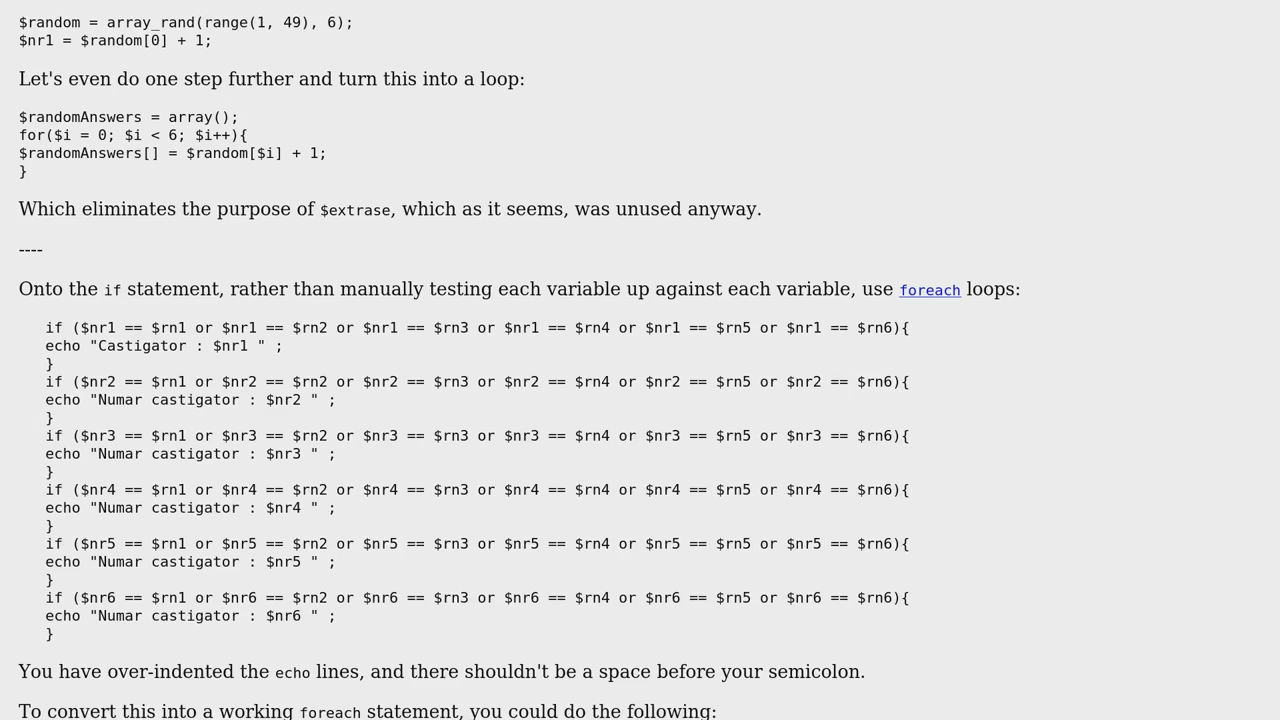 $random = array_rand(range(1, 49), 6);
$nr1 = $random[0] + 1;
Let's even do one step further and turn this into a loop:
$randomAnswers = array();
for($i = 0; $i < 6; $i++){
$randomAnswers[] = $random[$i] + 1;
}
Which eliminates the purpose of $extrase, which as it seems, was unused anyway.
----
Onto the if statement, rather than manually testing each variable up against each variable, use foreach loops:
if ($nr1 == $rn1 or $nr1 == $rn2 or $nr1 == $rn3 or $nr1 == $rn4 or $nr1 == $rn5 or $nr1 == $rn6){
echo "Castigator : $nr1 " ;
}
if ($nr2 == $rn1 or $nr2 == $rn2 or $nr2 == $rn3 or $nr2 == $rn4 or $nr2 == $rn5 or $nr2 == $rn6){
echo "Numar castigator : $nr2 " ;
}
if ($nr3 == $rn1 or $nr3 == $rn2 or $nr3 == $rn3 or $nr3 == $rn4 or $nr3 == $rn5 or $nr3 == $rn6){
echo "Numar castigator : $nr3 " ;
}
if ($nr4 == $rn1 or $nr4 == $rn2 or $nr4 == $rn3 or $nr4 == $rn4 or $nr4 == $rn5 or $nr4 == $rn6){
echo "Numar castigator : $nr4 " ;
}
if ($nr5 == $rn1 or $nr5 == $rn2 or $nr5 == $rn3 or $nr5 == $rn4 or $nr5 == $rn5 or $nr5 == $rn6){
echo "Numar castigator : $nr5 " ;
}
if ($nr6 == $rn1 or $nr6 == $rn2 or $nr6 == $rn3 or $nr6 == $rn4 or $nr6 == $rn5 or $nr6 == $rn6){
echo "Numar castigator : $nr6 " ;
}
You have over-indented the echo lines, and there shouldn't be a space before your semicolon.
To convert this into a working foreach statement, you could do the following: